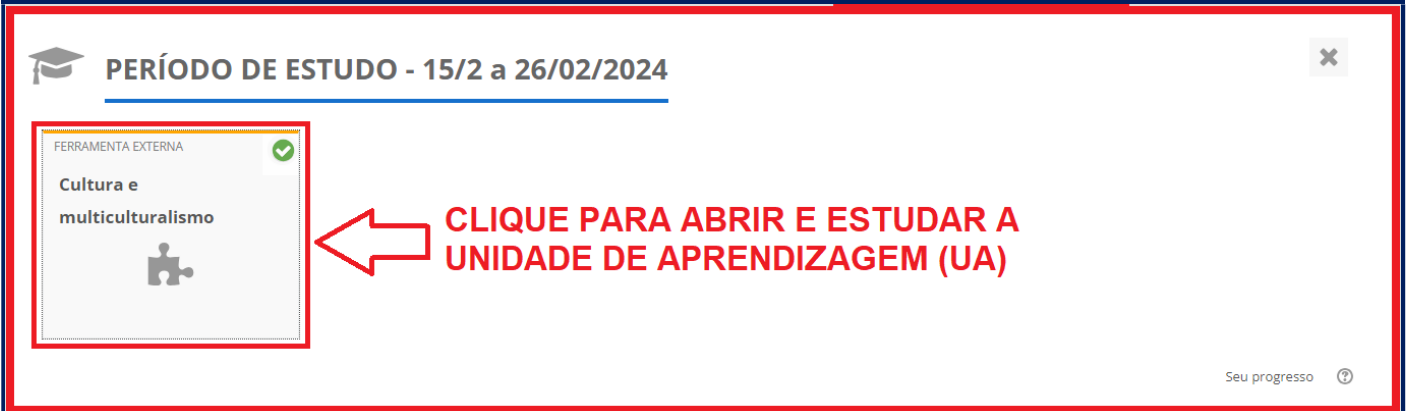 PERÍODO DE ESTUDO - 15/2 a 26/02/2024
FERRAMENTA EXTERNA
Cultura e
multiculturalismo
CLIQUE PARA ABRIR E ESTUDAR A
UNIDADE DE APRENDIZAGEM (UA)
Seu progresso